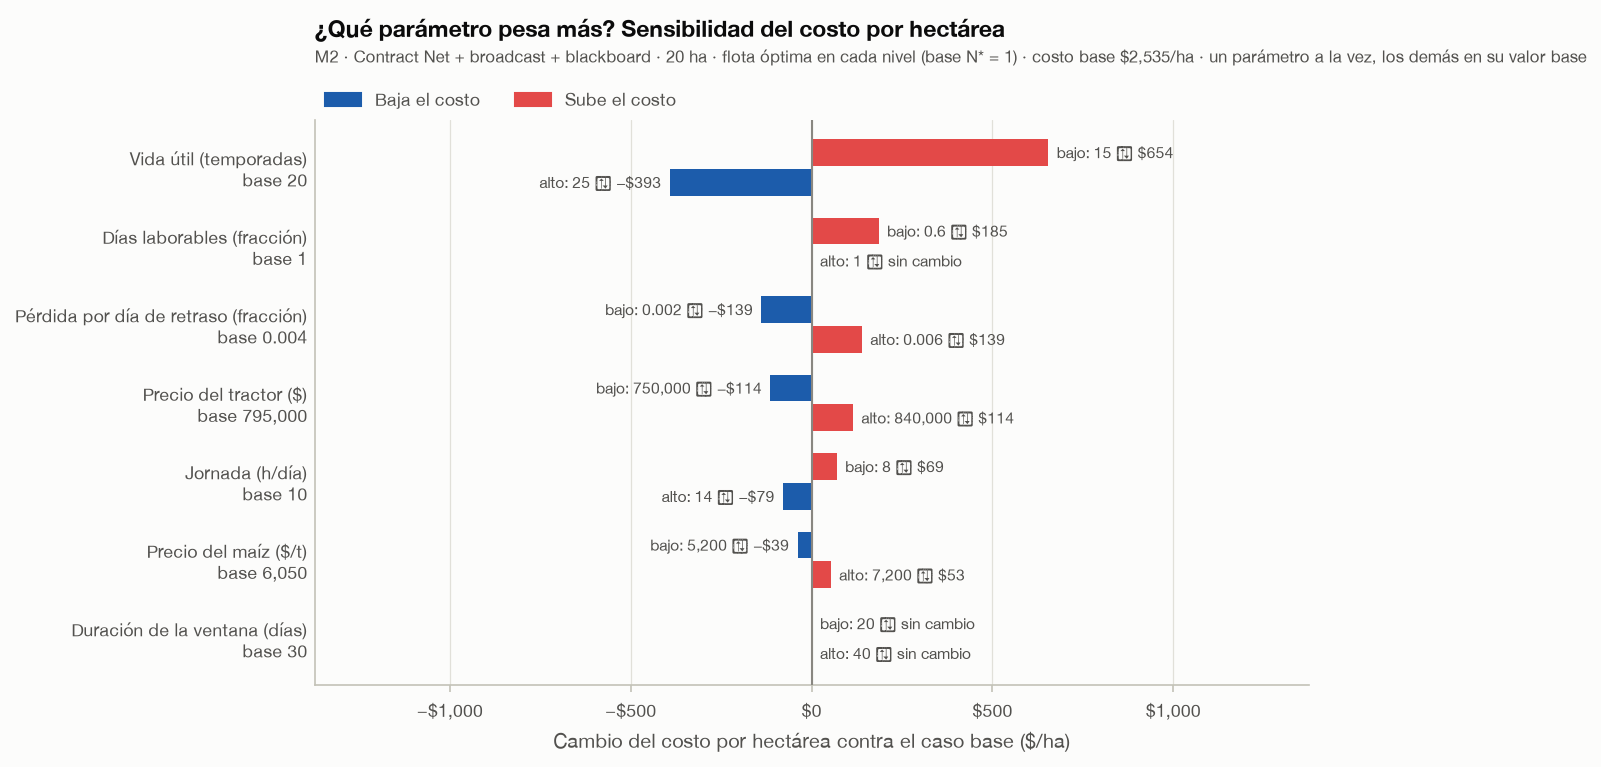 ¿Qué parámetro pesa más? Sensibilidad del costo por hectárea
M2 · Contract Net + broadcast + blackboard · 20 ha · flota óptima en cada nivel (base N* = 1) · costo base $2,535/ha · un parámetro a la vez, los demás en su valor base
Baja el costo
Sube el costo
Vida útil (temporadas)
base 20
bajo: 15 $654
alto: 25 −$393
Días laborables (fracción)
base 1
bajo: 0.6 $185
alto: 1 sin cambio
Pérdida por día de retraso (fracción)
base 0.004
bajo: 0.002 −$139
alto: 0.006 $139
Precio del tractor ($)
base 795,000
bajo: 750,000 −$114
alto: 840,000 $114
Jornada (h/día)
base 10
bajo: 8 $69
alto: 14 −$79
Precio del maíz ($/t)
base 6,050
bajo: 5,200 −$39
alto: 7,200 $53
Duración de la ventana (días)
base 30
bajo: 20 sin cambio
alto: 40 sin cambio
−$1,000
−$500
$0
$500
$1,000
Cambio del costo por hectárea contra el caso base ($/ha)